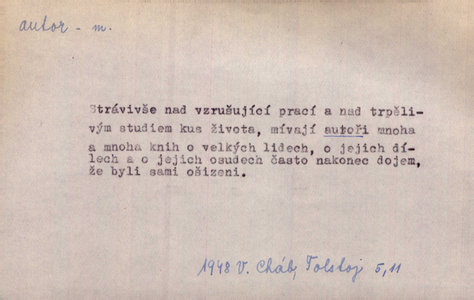 autor - m.
Strávivše nad vzrušující prací a nad trpěli-
vým studiem kus života, mívají autoři mnoha
a mnoha knih o velkých lidech, o jejich dí-
lech a o jejich osudech často nakonec dojem,
že byli sami ošizeni.
1948 V. Cháb, Tolstoj 5, 11